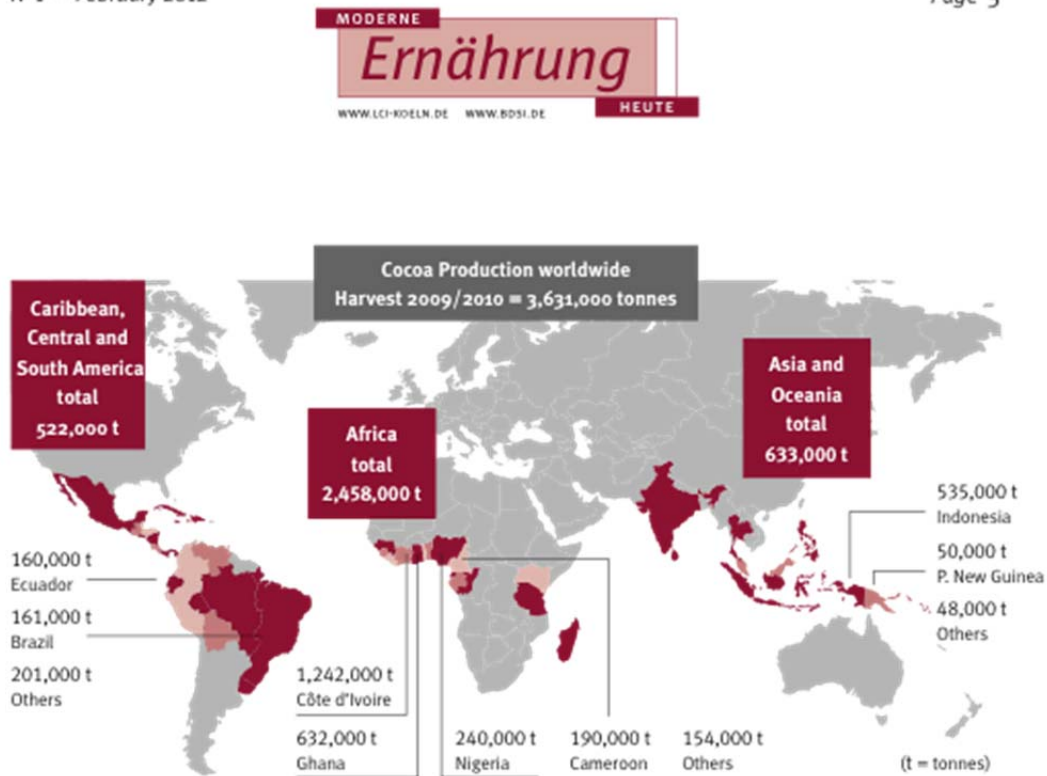 February 2012
Page 5
MODERNE
Ernährung
HEUTE
WWW.LCI-KOELN.DE WWW.BDSI.DE
Cocoa Production worldwide
Harvest 2009/2010 = 3,631,000 tonnes
Caribbean,
Central and
South America
total
522,000 t
Africa
total
2,458,000 t
Asia and
Oceania
total
633,000 t
160,000 t
Ecuador
161,000 t
Brazil
201,000 t
Others
1,242,000 t
Côte d'Ivoire
632,000 t
Ghana
240,000 t
Nigeria
190,000 t
Cameroon
154,000 t
Others
535,000 t
Indonesia
50,000 t
P. New Guinea
48,000 t
Others
(t = tonnes)